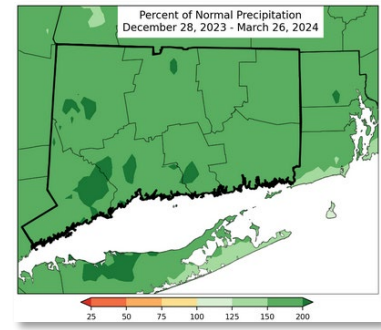 Percent of Normal Precipitation
December 28, 2023 - March 26, 2024
25 50 75 100 125 150 200